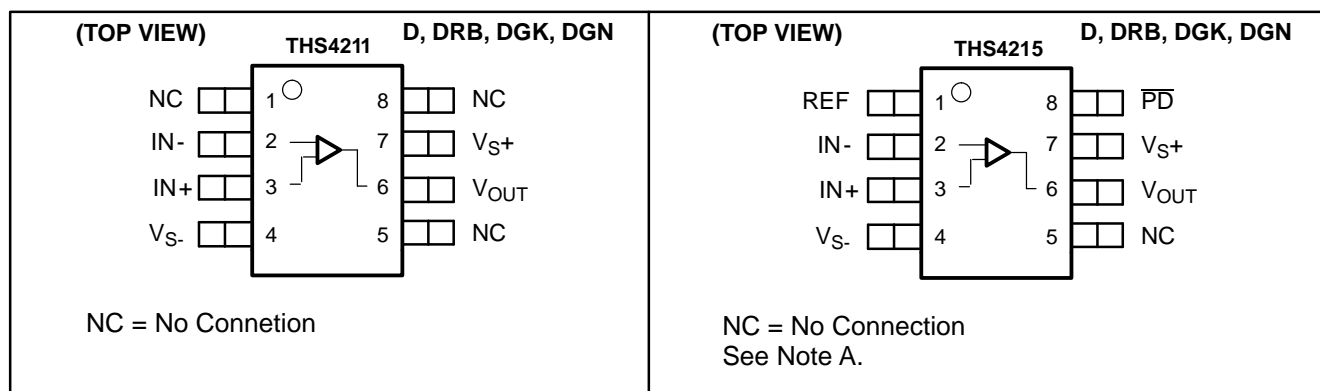 (TOP VIEW) D, DRB, DGK, DGN
THS4211
NC 1 8 NC
IN- 2 7 VS+
IN+ 3 6 VOUT
VS- 4 5 NC
NC = No Connetion
(TOP VIEW) D, DRB, DGK, DGN
THS4215
REF 1 8 P̅D̅
IN- 2 7 VS+
IN+ 3 6 VOUT
VS- 4 5 NC
NC = No Connection
See Note A.